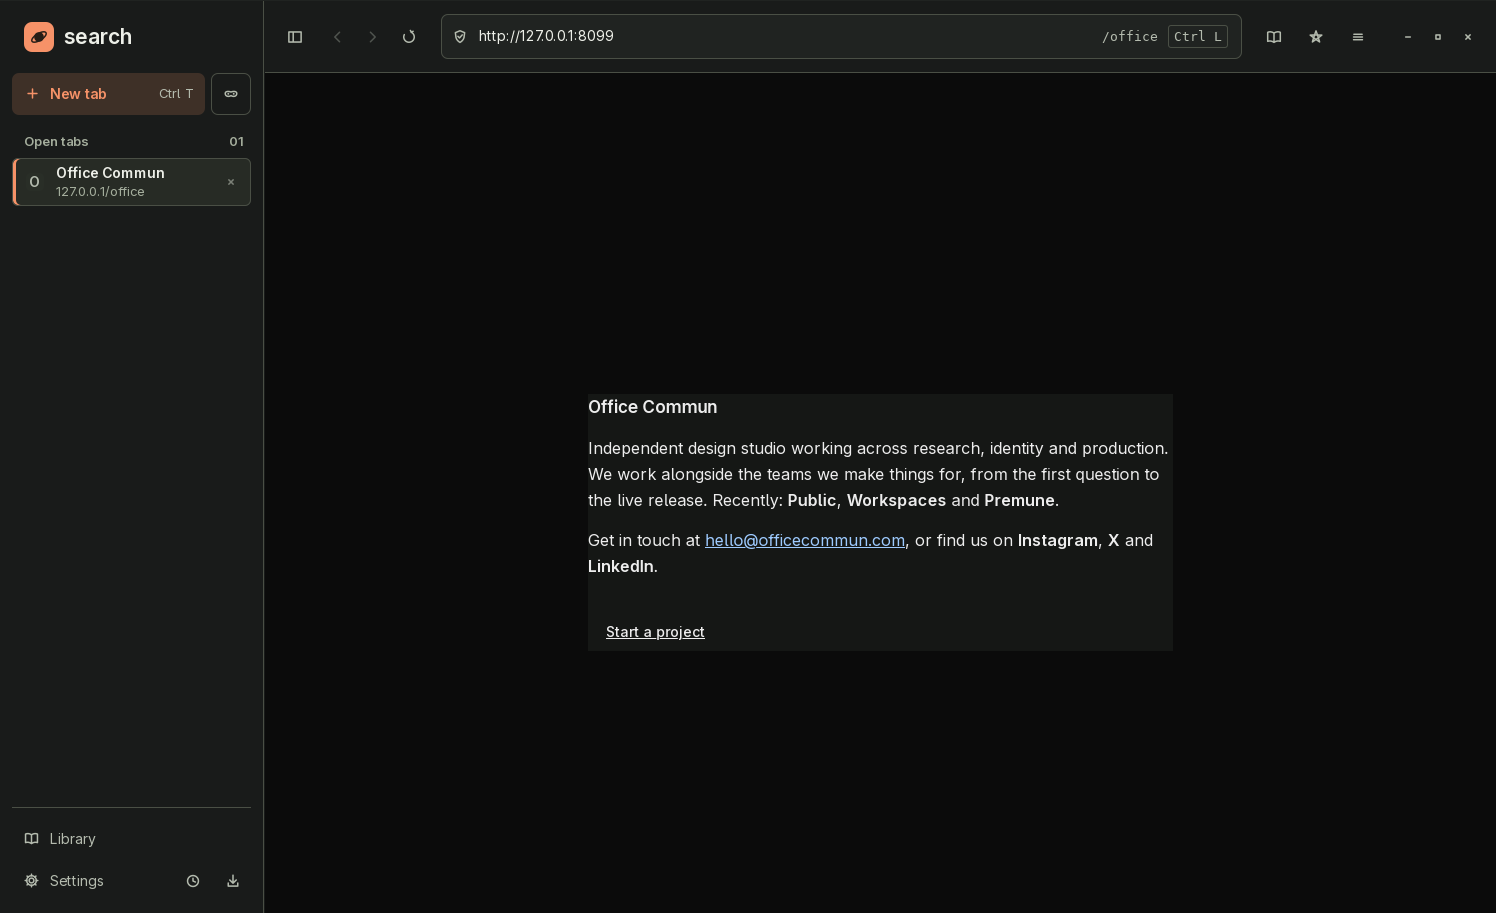 search
New tab
Ctrl T
Open tabs
01
O
Office Commun
127.0.0.1/office
Library
Settings
http://127.0.0.1:8099
/office
Ctrl L
Office Commun
Independent design studio working across research, identity and production.
We work alongside the teams we make things for, from the first question to
the live release. Recently: Public, Workspaces and Premune.
Get in touch at hello@officecommun.com, or find us on Instagram, X and
LinkedIn.
Start a project